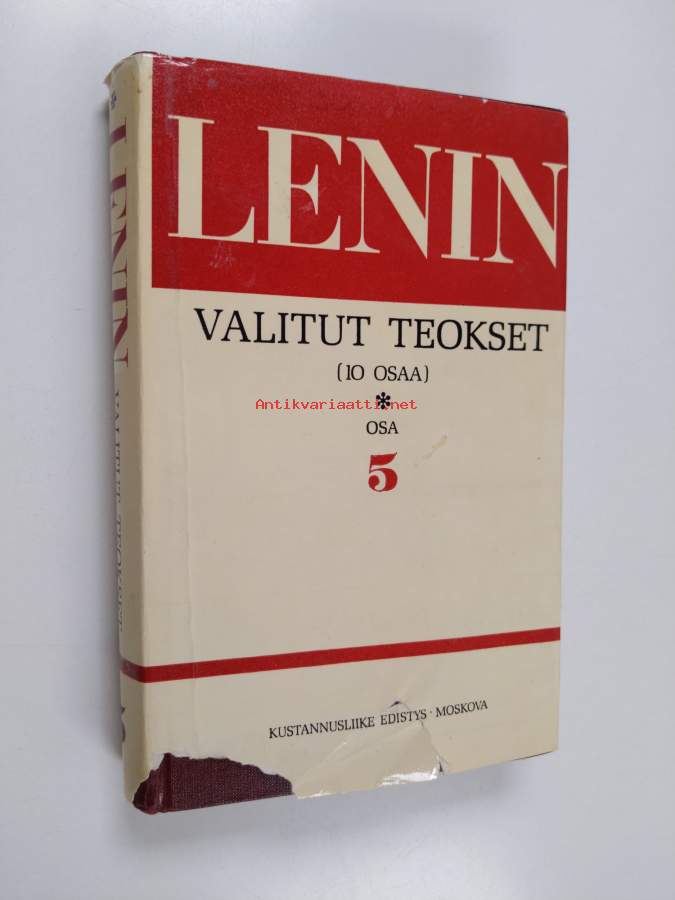 LENIN
VALITUT TEOKSET
(10 OSAA)
Antikvariaatti.net
*
OSA
5
KUSTANNUSLIIKE EDISTYS · MOSKOVA
LENIN VALITUT TEOKSET